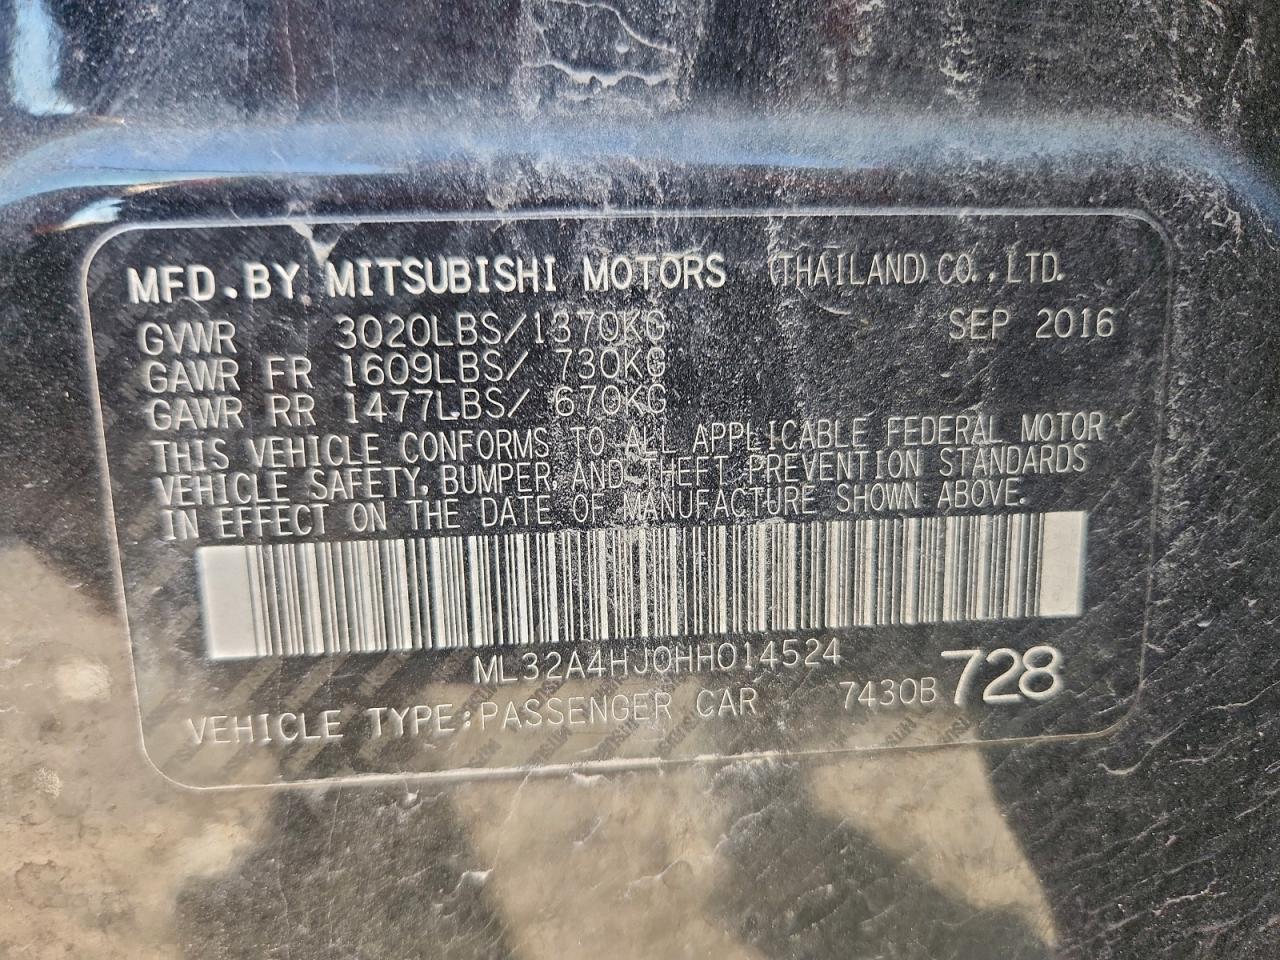 MFD.BY MITSUBISHI MOTORS (THAILAND)CO.,LTD.
GVWR 3020LBS/1370KG SEP 2016
GAWR FR 1609LBS/ 730KG
GAWR RR 1477LBS/ 670KG
THIS VEHICLE CONFORMS TO ALL APPLICABLE FEDERAL MOTOR
VEHICLE SAFETY, BUMPER, AND THEFT PREVENTION STANDARDS
IN EFFECT ON THE DATE OF MANUFACTURE SHOWN ABOVE.
ML32A4HJ0HH014524
VEHICLE TYPE:PASSENGER CAR 7430B 728